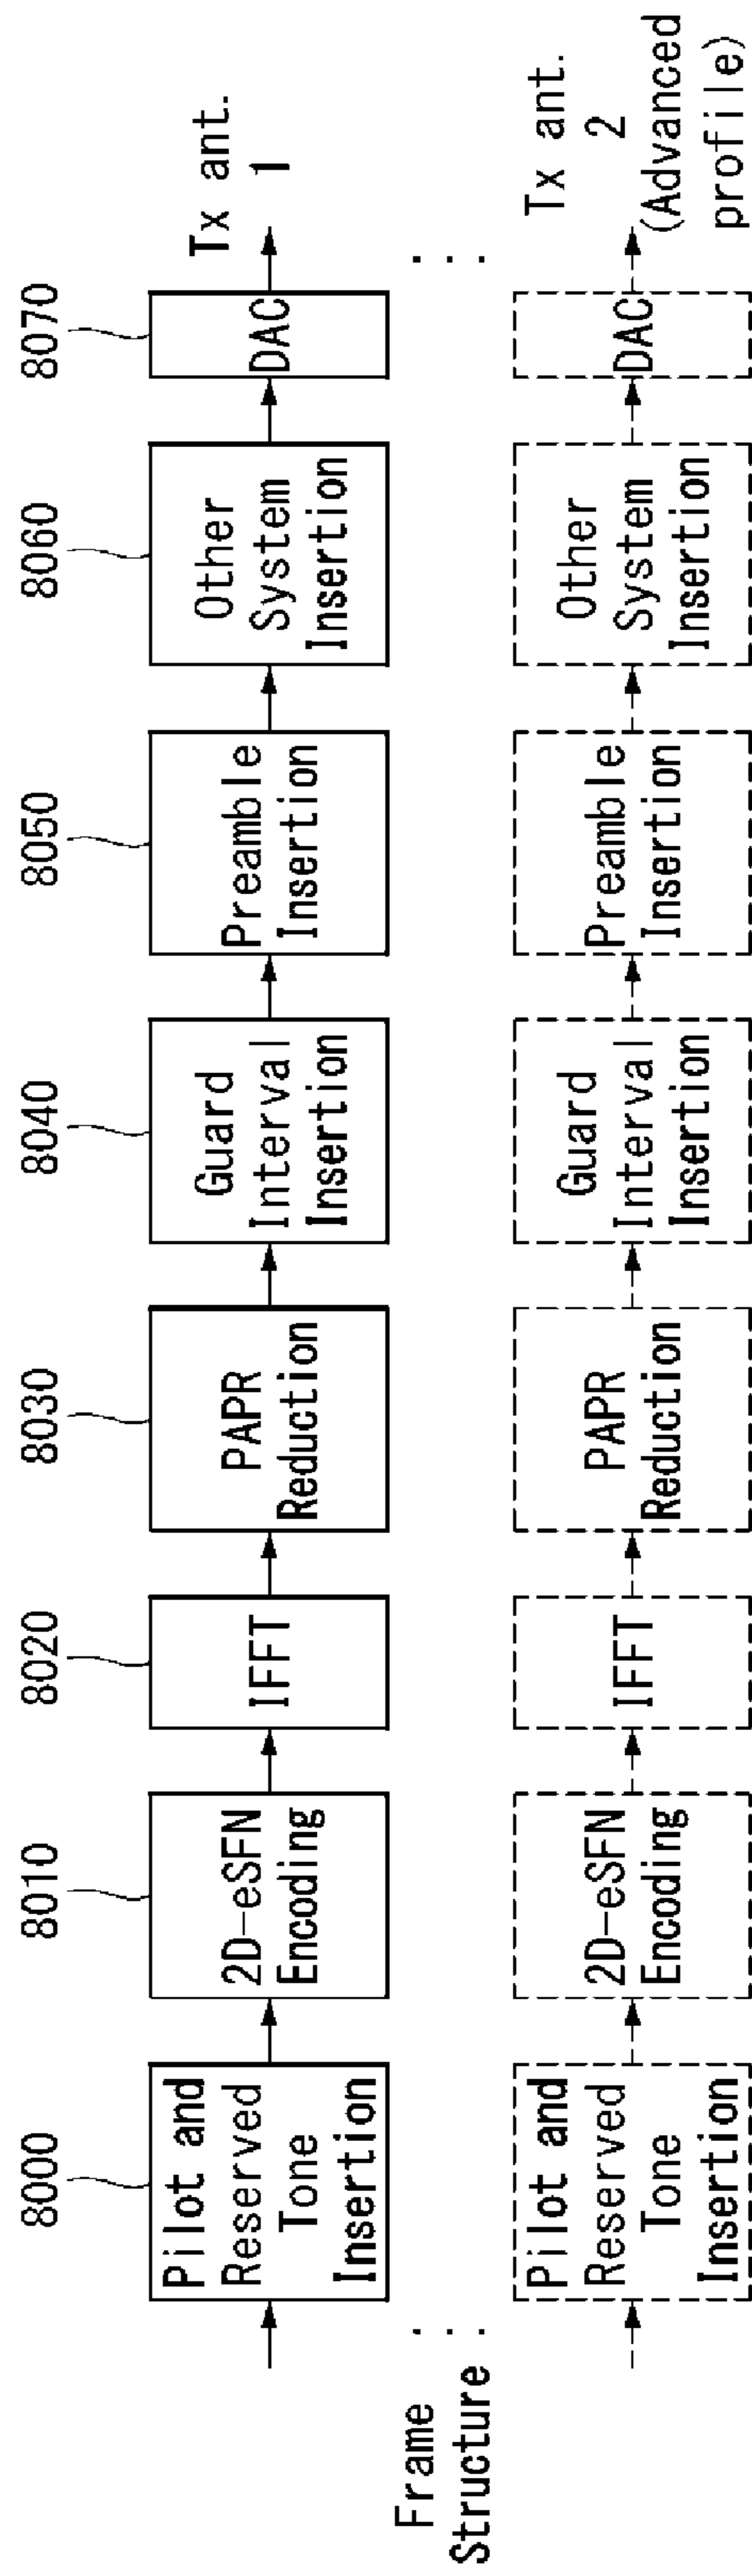 8000
8010
8020
8030
8040
8050
8060
8070
Pilot and
Reserved
Tone
Insertion
2D-eSFN
Encoding
IFFT
PAPR
Reduction
Guard
Interval
Insertion
Preamble
Insertion
Other
System
Insertion
DAC
Tx ant.
1
Frame
Structure
Pilot and
Reserved
Tone
Insertion
2D-eSFN
Encoding
IFFT
PAPR
Reduction
Guard
Interval
Insertion
Preamble
Insertion
Other
System
Insertion
DAC
Tx ant.
2
(Advanced
profile)